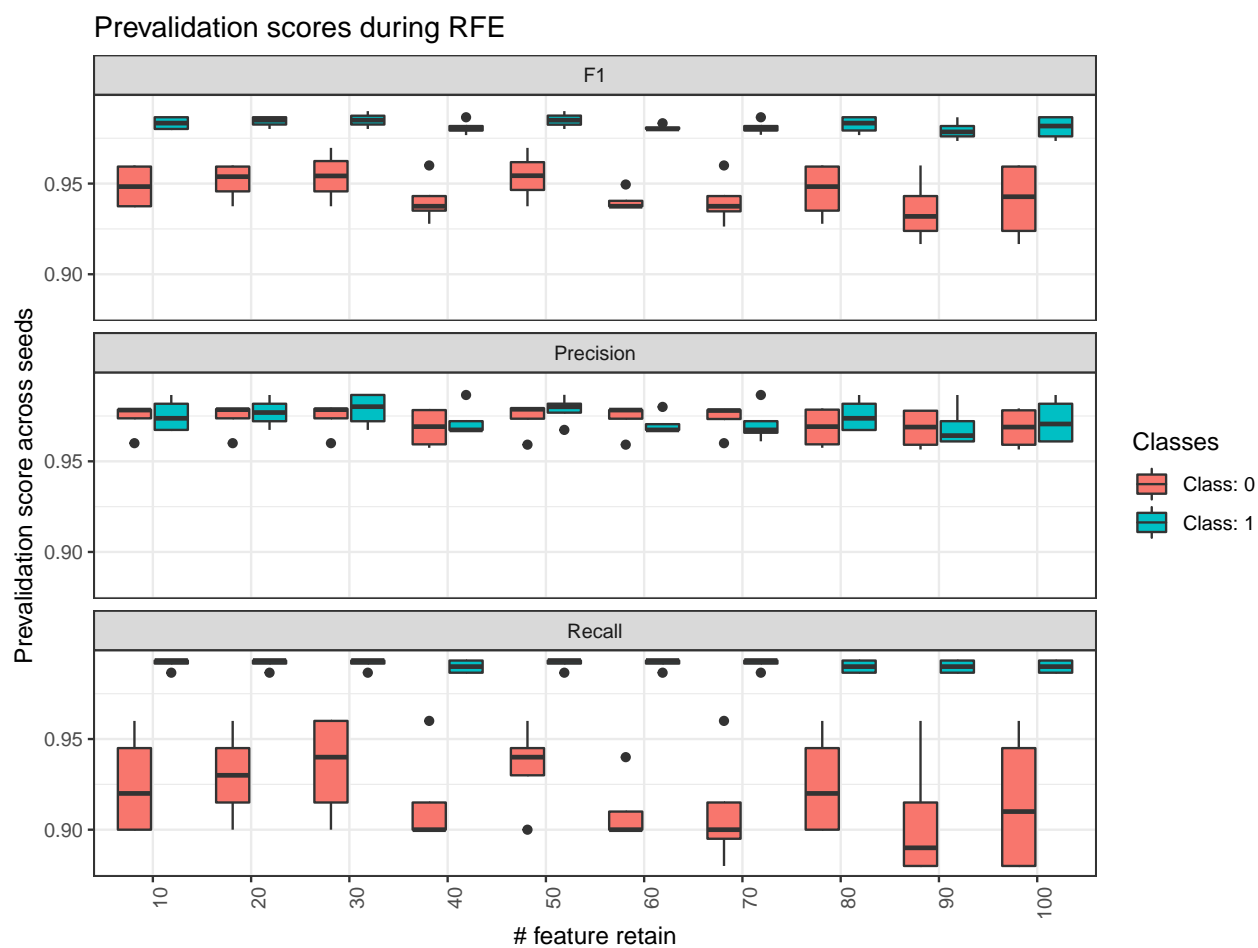 Prevalidation scores during RFE
F1
0.95
0.90
Precision
0.95
0.90
Recall
0.95
0.90
10 20 30 40 50 60 70 80 90 100
# feature retain
Prevalidation score across seeds
Classes
Class: 0
Class: 1